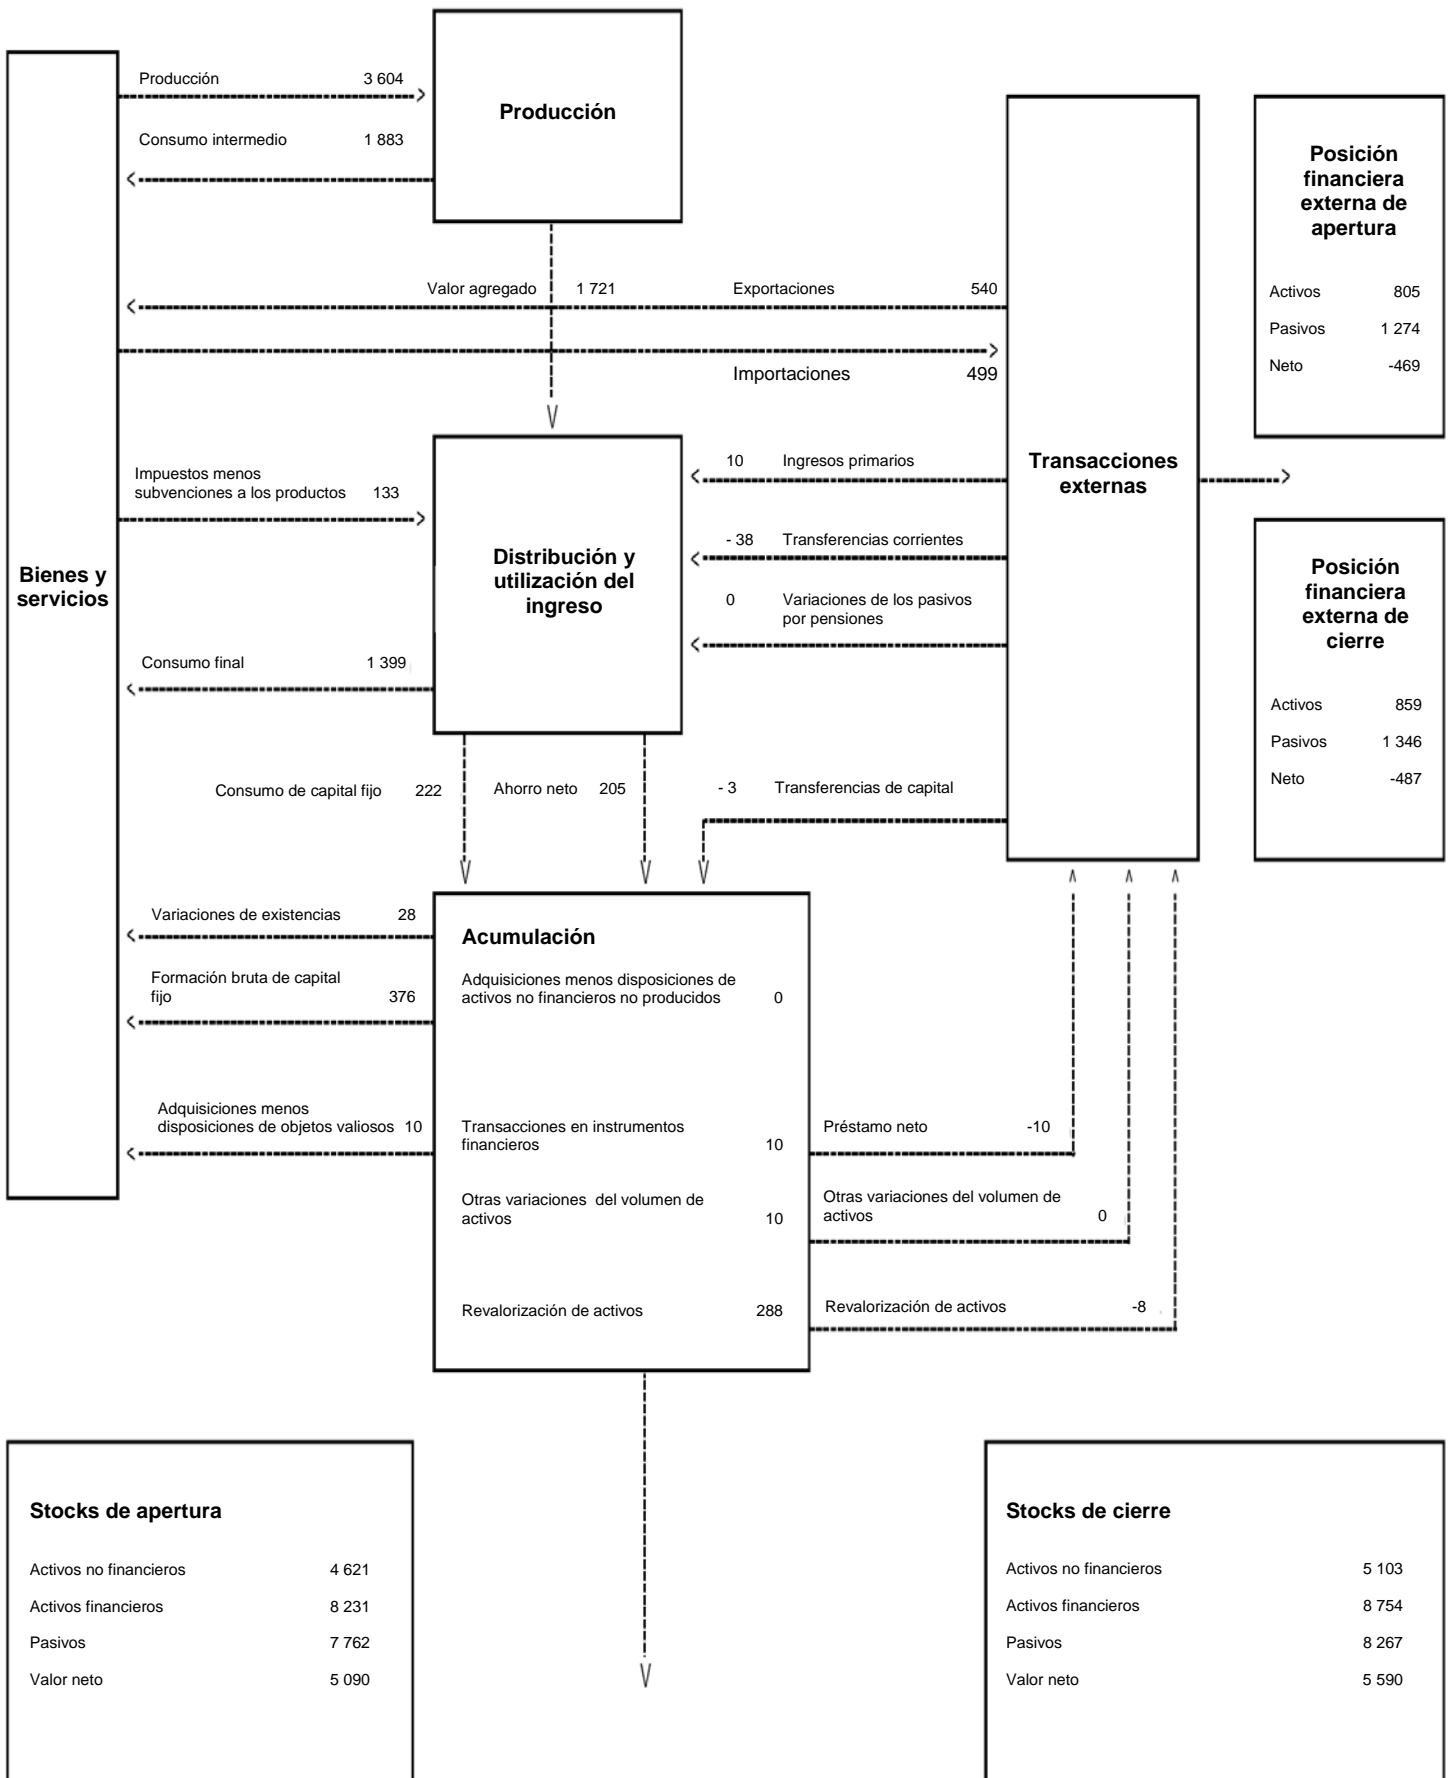 Producción 3 604
Producción
Consumo intermedio 1 883
Posición
financiera
externa de
apertura
Valor agregado 1 721
Exportaciones 540
Importaciones 499
Activos 805
Pasivos 1 274
Neto -469
Impuestos menos
subvenciones a los productos 133
10 Ingresos primarios
Transacciones
externas
- 38 Transferencias corrientes
Distribución y
utilización del
ingreso
Bienes y
servicios
0 Variaciones de los pasivos
por pensiones
Posición
financiera
externa de
cierre
Consumo final 1 399
Activos 859
Pasivos 1 346
Neto -487
Consumo de capital fijo 222
Ahorro neto 205
- 3 Transferencias de capital
Variaciones de existencias 28
Acumulación
Formación bruta de capital
fijo 376
Adquisiciones menos disposiciones de
activos no financieros no producidos 0
Adquisiciones menos
disposiciones de objetos valiosos 10
Transacciones en instrumentos
financieros 10
Préstamo neto -10
Otras variaciones del volumen de
activos 10
Otras variaciones del volumen de
activos 0
Revalorización de activos 288
Revalorización de activos -8
Stocks de apertura
Activos no financieros 4 621
Activos financieros 8 231
Pasivos 7 762
Valor neto 5 090
Stocks de cierre
Activos no financieros 5 103
Activos financieros 8 754
Pasivos 8 267
Valor neto 5 590